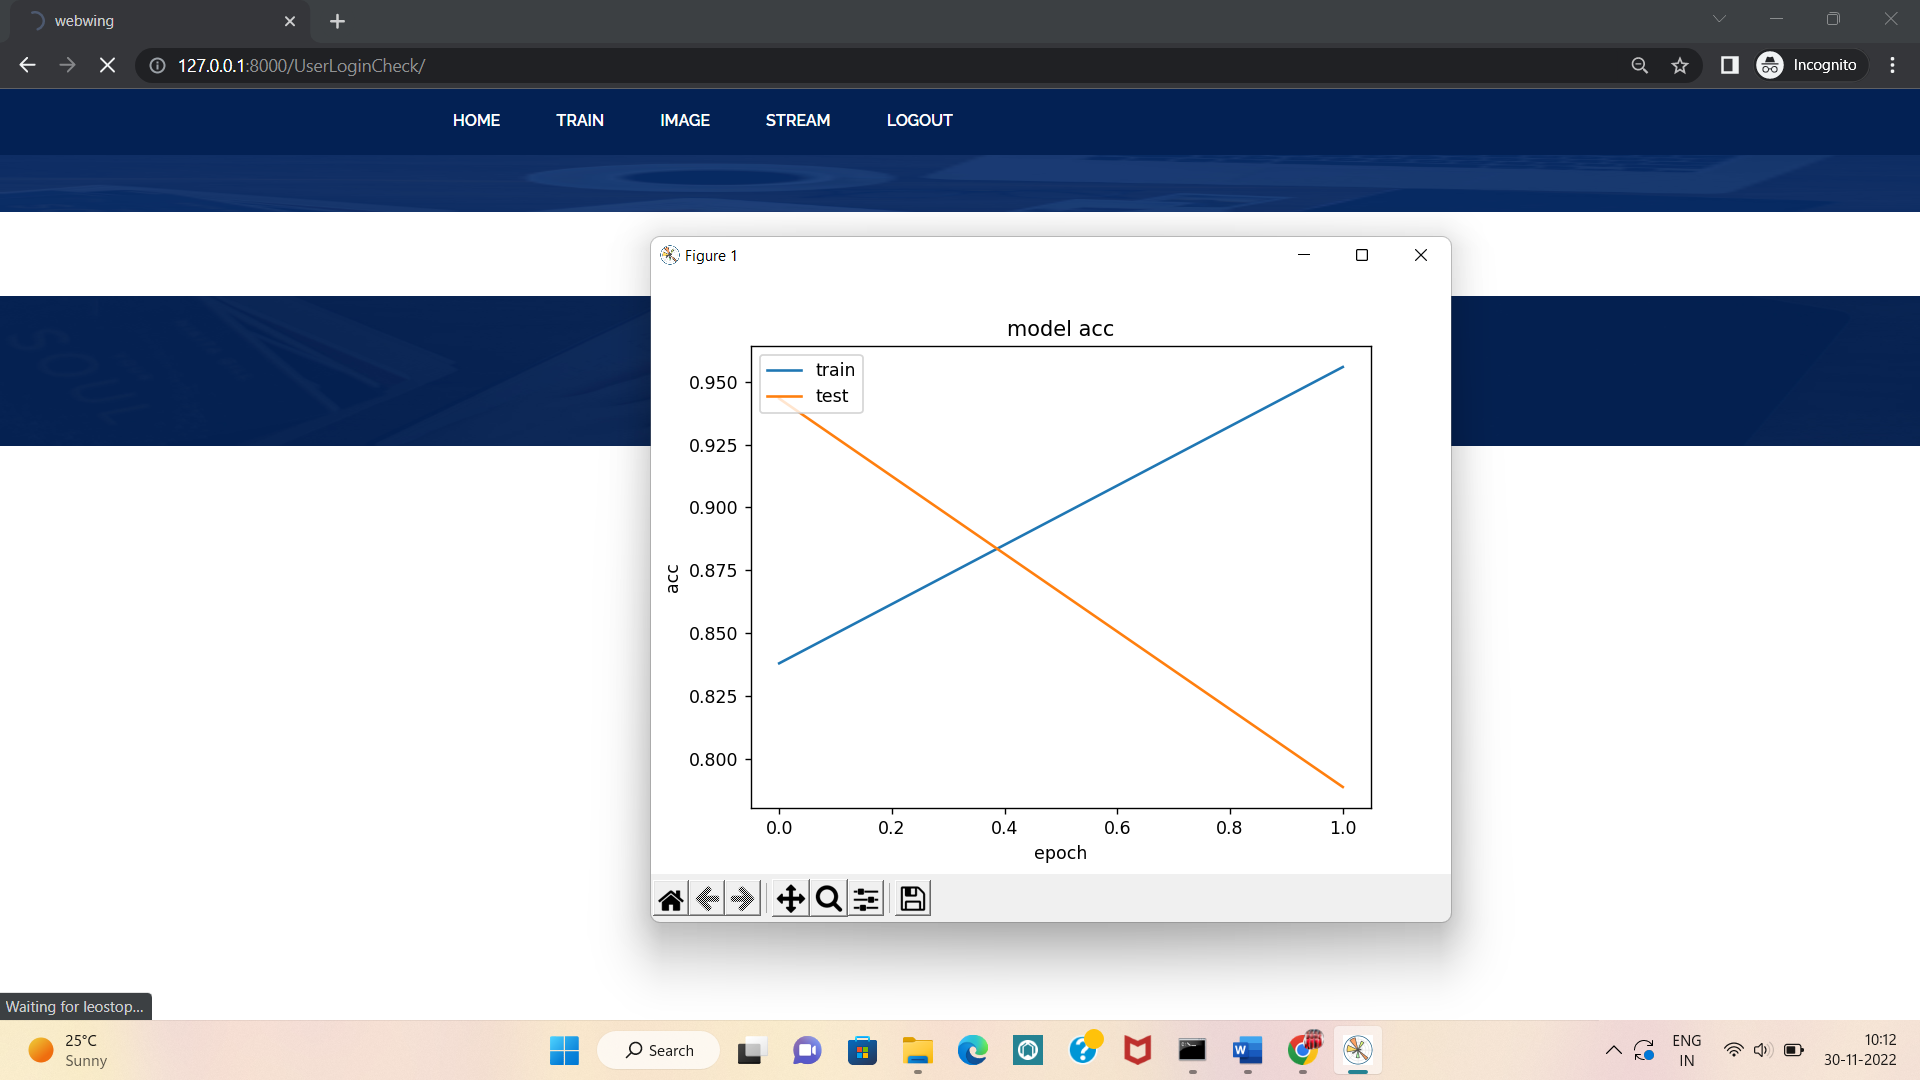 webwing
127.0.0.1:8000/UserLoginCheck/
Incognito
HOME TRAIN IMAGE STREAM LOGOUT
SOUL
Figure 1
model acc
train
test
0.950
0.925
0.900
0.875
0.850
0.825
0.800
acc
0.0 0.2 0.4 0.6 0.8 1.0
epoch
Waiting for leostop...
25°C
Sunny
Search
ENG
IN
10:12
30-11-2022